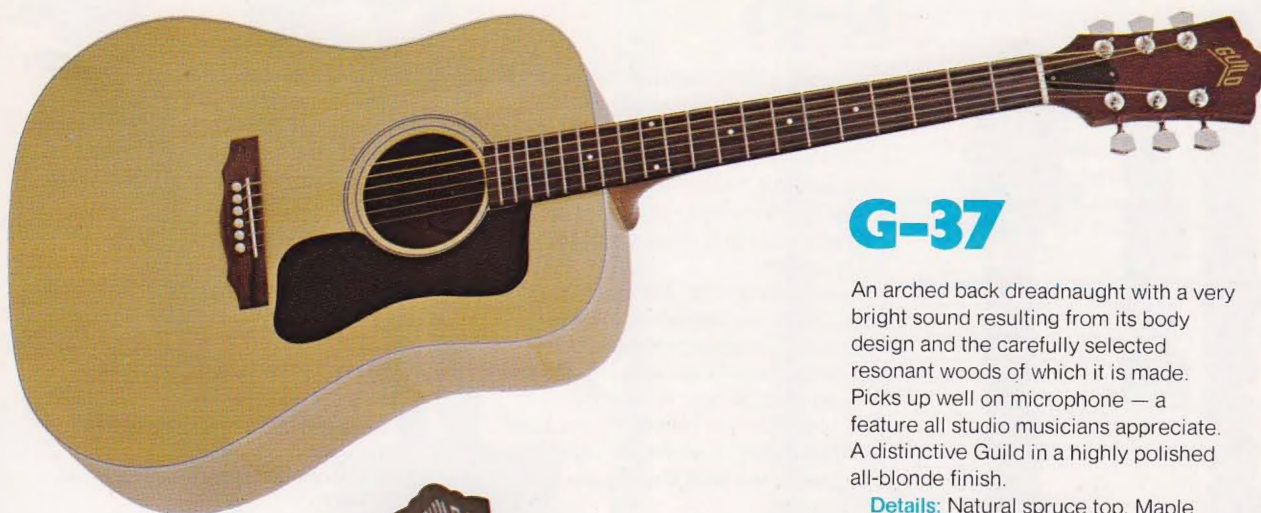 GUILD
G-37
An arched back dreadnaught with a very
bright sound resulting from its body
design and the carefully selected
resonant woods of which it is made.
Picks up well on microphone — a
feature all studio musicians appreciate.
A distinctive Guild in a highly polished
all-blonde finish.
Details: Natural spruce top. Maple